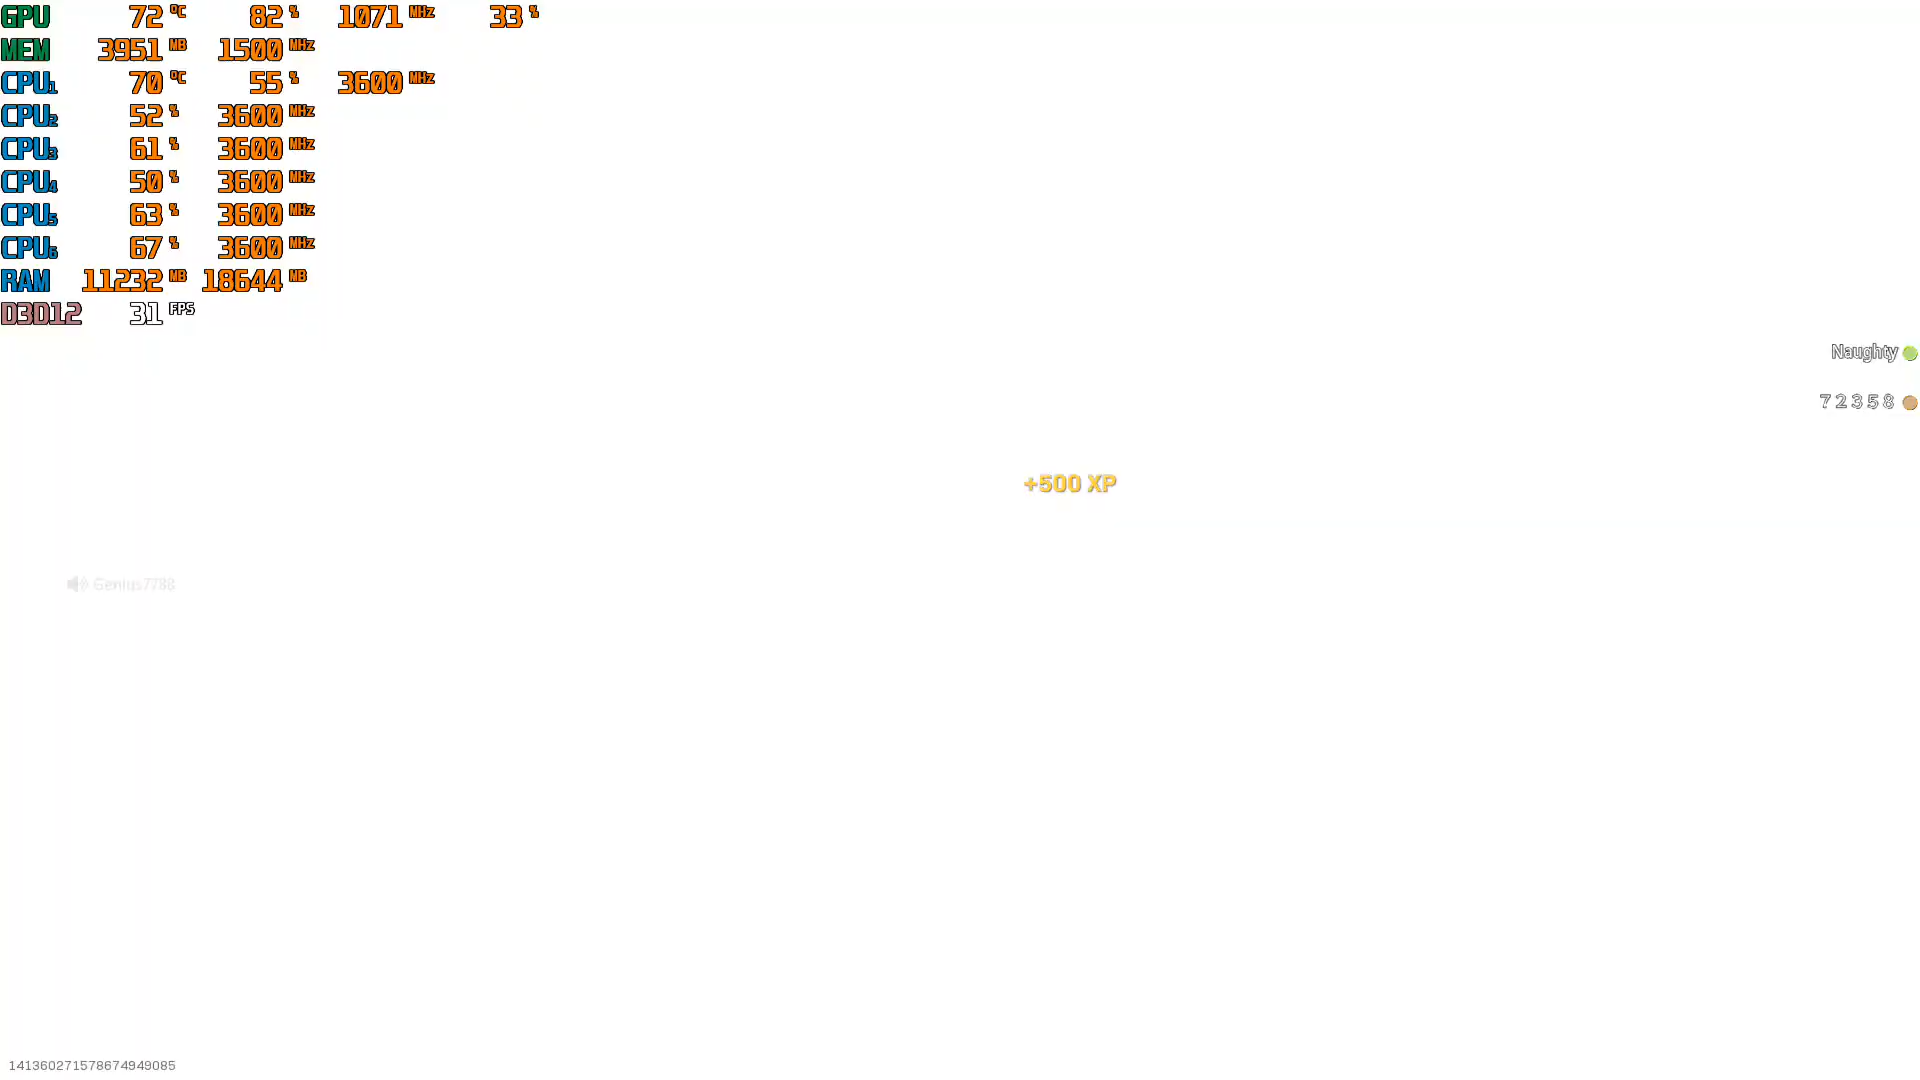 GPU 72 °C 82 % 1071 MHz 33 %
MEM 3951 MB 1500 MHz
CPU1 70 °C 55 % 3600 MHz
CPU2 52 % 3600 MHz
CPU3 61 % 3600 MHz
CPU4 50 % 3600 MHz
CPU5 63 % 3600 MHz
CPU6 67 % 3600 MHz
RAM 11232 MB 18644 MB
D3D12 31 FPS
Naughty
72358
+500 XP
Genius7788
141360271578674949085